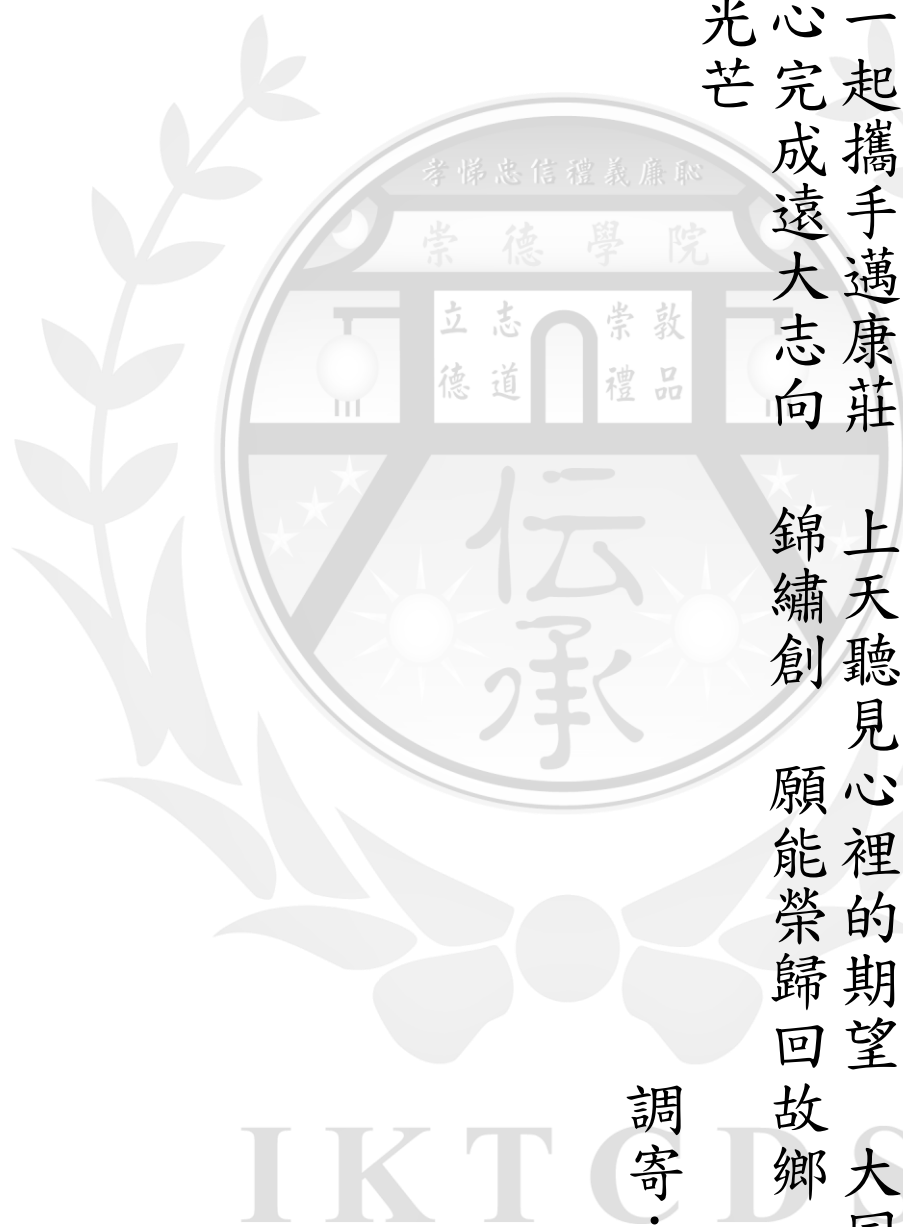 一起攜手邁康莊　上天聽見心裡的期望　大
心完成遠大志向　錦繡創　願能榮歸回故鄉
光芒
調寄：
孝悌忠信禮義廉恥
崇德學院
立志　崇敦
德道　禮品
伝承
IKTCDS